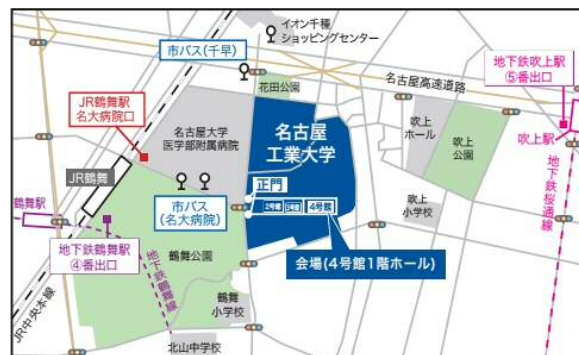 イオン千種
ショッピングセンター
市バス(千早)
花田公園
名古屋高速道路
地下鉄吹上駅
⑤番出口
JR鶴舞駅
名大病院口
名古屋大学
医学部附属病院
名古屋
工業大学
吹上
ホール
吹上
公園
吹上駅
JR鶴舞
正門
鶴舞駅
市バス
(名大病院)
2号館
4号館
吹上
小学校
地下鉄桜通線
地下鉄鶴舞駅
④番出口
鶴舞公園
会場(4号館1階ホール)
地下鉄鶴舞線
鶴舞
小学校
JR中央本線
北山中学校